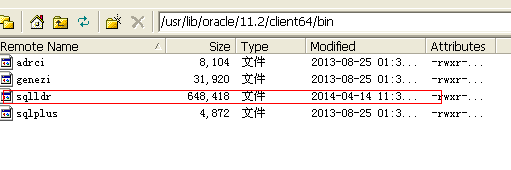 /usr/lib/oracle/11.2/client64/bin
Remote Name Size Type Modified Attributes
adrci 8,104 文件 2013-08-25 01:3... -rwxr-...
genezi 31,920 文件 2013-08-25 01:3... -rwxr-...
sqlldr 648,418 文件 2014-04-14 11:3... -rwxr-...
sqlplus 4,872 文件 2013-08-25 01:3... -rwxr-...